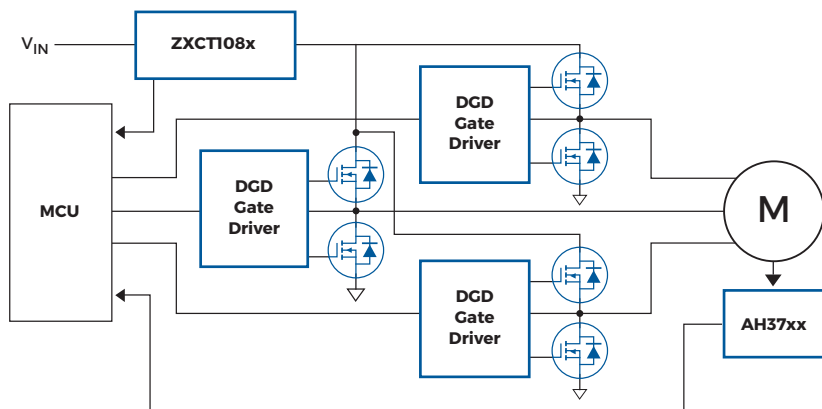 VIN
ZXCT108x
DGD
Gate
Driver
MCU
DGD
Gate
Driver
M
DGD
Gate
Driver
AH37xx